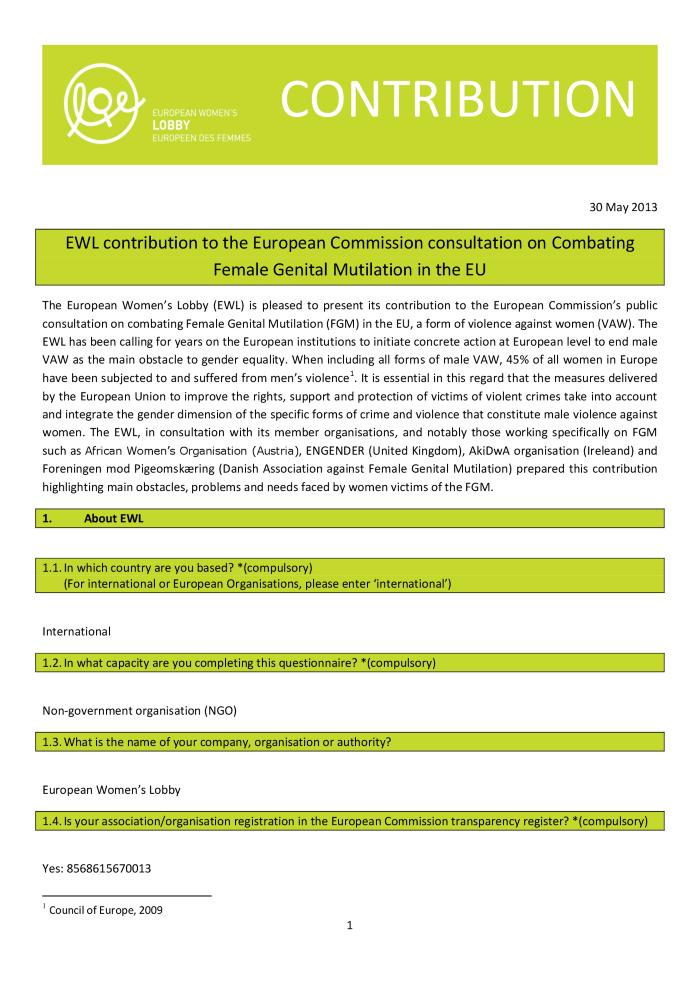 lqe
EUROPEAN WOMEN'S
LOBBY
EUROPEEN DES FEMMES
CONTRIBUTION
30 May 2013
EWL contribution to the European Commission consultation on Combating
Female Genital Mutilation in the EU
The European Women’s Lobby (EWL) is pleased to present its contribution to the European Commission’s public
consultation on combating Female Genital Mutilation (FGM) in the EU, a form of violence against women (VAW). The
EWL has been calling for years on the European institutions to initiate concrete action at European level to end male
VAW as the main obstacle to gender equality. When including all forms of male VAW, 45% of all women in Europe
have been subjected to and suffered from men’s violence¹. It is essential in this regard that the measures delivered
by the European Union to improve the rights, support and protection of victims of violent crimes take into account
and integrate the gender dimension of the specific forms of crime and violence that constitute male violence against
women. The EWL, in consultation with its member organisations, and notably those working specifically on FGM
such as African Women’s Organisation (Austria), ENGENDER (United Kingdom), AkiDwA organisation (Ireleand) and
Foreningen mod Pigeomskæring (Danish Association against Female Genital Mutilation) prepared this contribution
highlighting main obstacles, problems and needs faced by women victims of the FGM.
1. About EWL
1.1. In which country are you based? *(compulsory)
(For international or European Organisations, please enter ‘international’)
International
1.2. In what capacity are you completing this questionnaire? *(compulsory)
Non-government organisation (NGO)
1.3. What is the name of your company, organisation or authority?
European Women’s Lobby
1.4. Is your association/organisation registration in the European Commission transparency register? *(compulsory)
Yes: 8568615670013
¹ Council of Europe, 2009
1